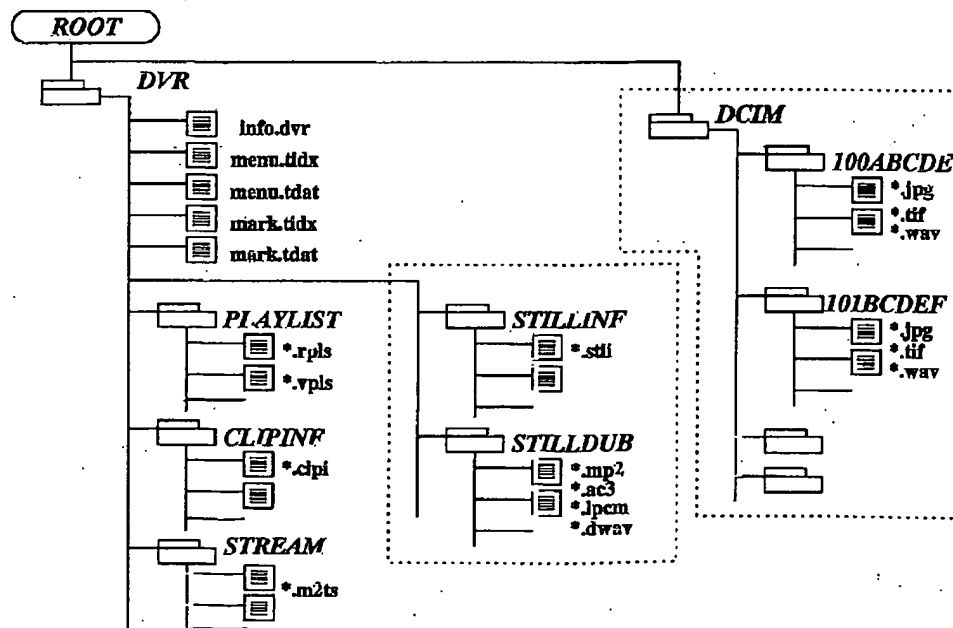 ROOT
DVR
info.dvr
menu.tidx
menu.tdat
mark.tidx
mark.tdat
PLAYLIST
*.rpls
*.vpls
CLIPINF
*.clpi
STREAM
*.m2ts
STILLINF
*.stli
STILLDUB
*.mp2
*.ac3
*.lpcm
*.dwav
DCIM
100ABCDE
*.jpg
*.tif
*.wav
101BCDEF
*.jpg
*.tif
*.wav